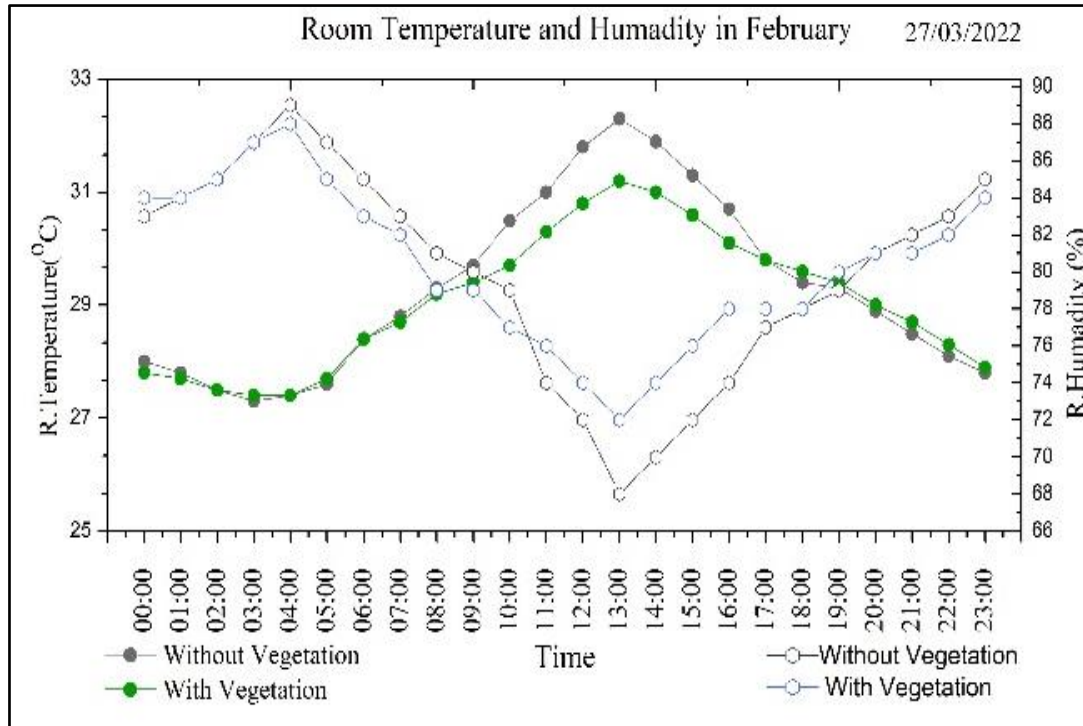 Room Temperature and Humadity in February 27/03/2022
R.Temperature(°C)
33
31
29
27
25
R.Humadity (%)
90
88
86
84
82
80
78
76
74
72
70
68
66
00:00 01:00 02:00 03:00 04:00 05:00 06:00 07:00 08:00 09:00 10:00 11:00 12:00 13:00 14:00 15:00 16:00 17:00 18:00 19:00 20:00 21:00 22:00 23:00
Time
Without Vegetation
With Vegetation
Without Vegetation
With Vegetation